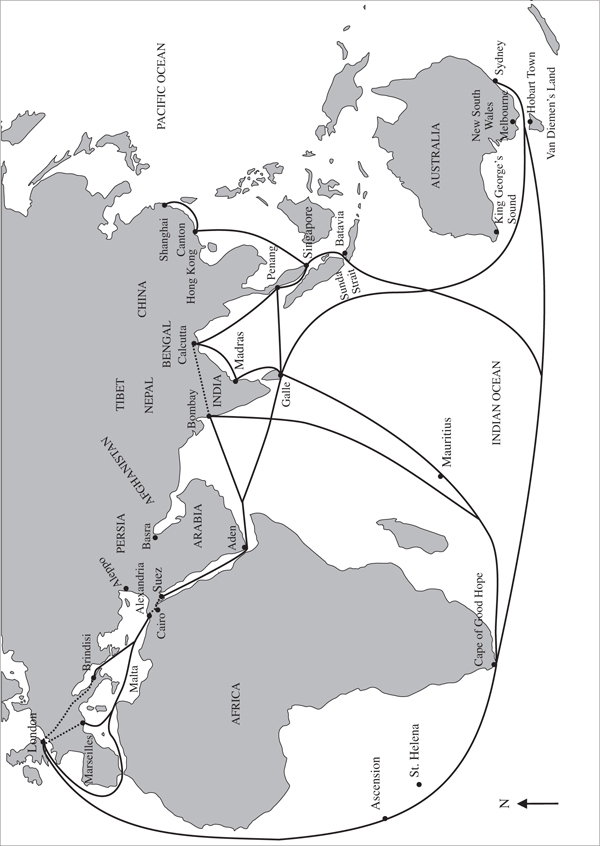 PACIFIC OCEAN
Shanghai
Canton
Hong Kong
CHINA
BENGAL
Calcutta
TIBET
NEPAL
Bombay
INDIA
Madras
Galle
Penang
Singapore
Batavia
Sunda
Strait
AUSTRALIA
New South
Wales
Melbourne
Sydney
Hobart Town
Van Diemen's Land
King George's
Sound
INDIAN OCEAN
Mauritius
AFGHANISTAN
PERSIA
Basra
ARABIA
Aden
Aleppo
Alexandria
Suez
Cairo
Brindisi
Malta
London
Marseilles
AFRICA
Cape of Good Hope
Ascension
St. Helena
N